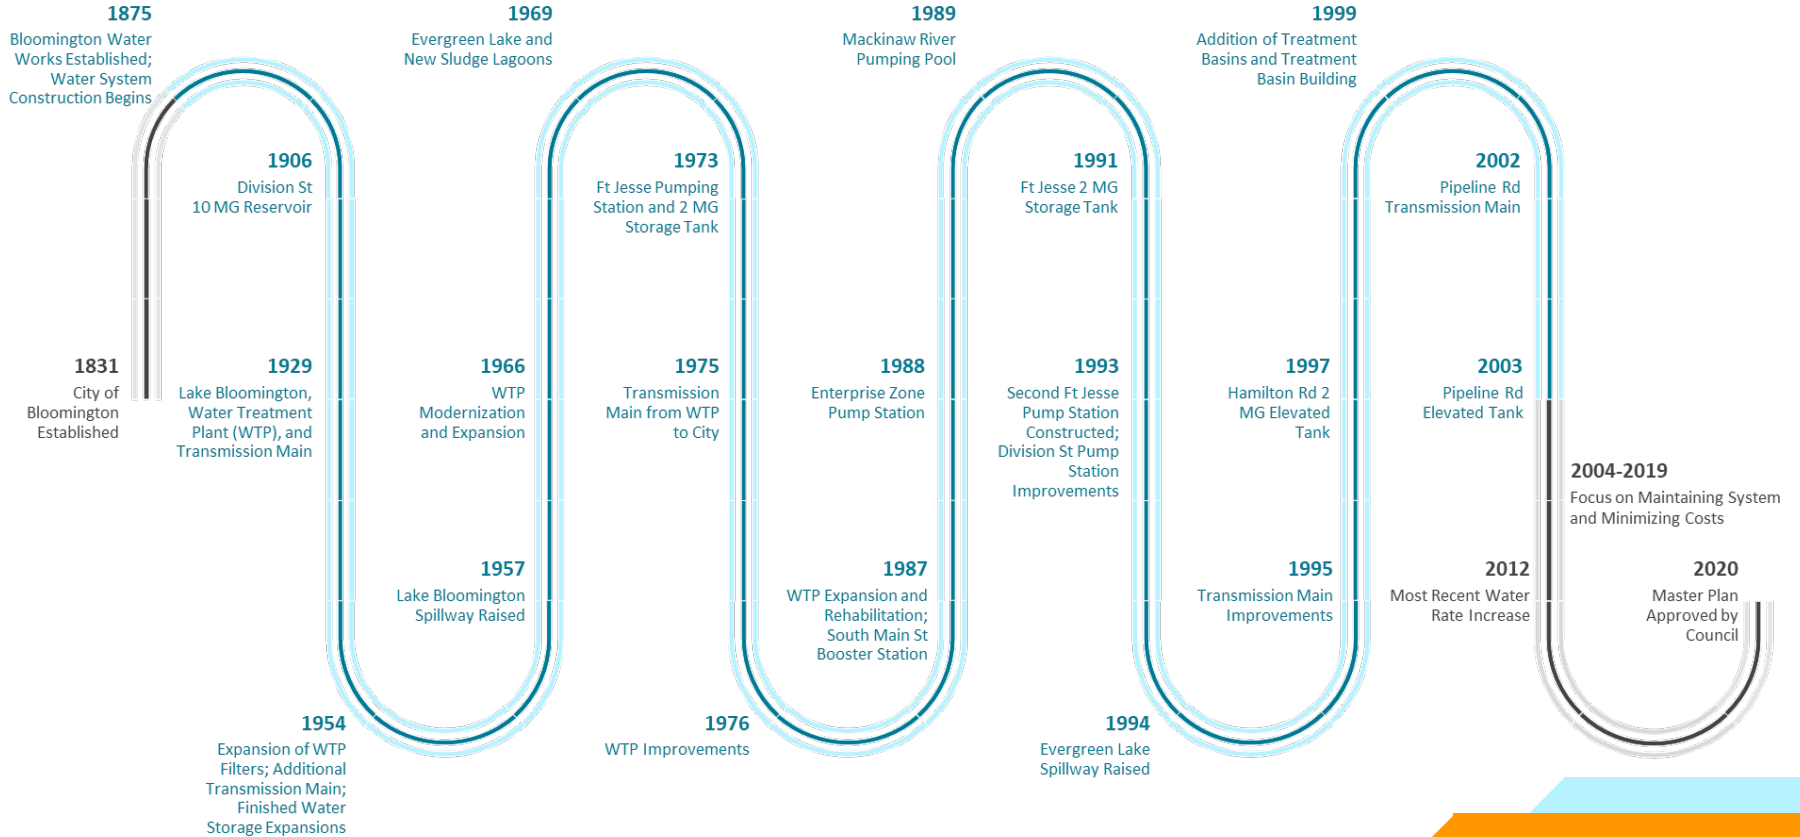 1831
City of
Bloomington
Established
1875
Bloomington Water
Works Established;
Water System
Construction Begins
1906
Division St
10 MG Reservoir
1929
Lake Bloomington,
Water Treatment
Plant (WTP), and
Transmission Main
1954
Expansion of WTP
Filters; Additional
Transmission Main;
Finished Water
Storage Expansions
1957
Lake Bloomington
Spillway Raised
1966
WTP
Modernization
and Expansion
1969
Evergreen Lake and
New Sludge Lagoons
1973
Ft Jesse Pumping
Station and 2 MG
Storage Tank
1975
Transmission
Main from WTP
to City
1976
WTP Improvements
1987
WTP Expansion and
Rehabilitation;
South Main St
Booster Station
1988
Enterprise Zone
Pump Station
1989
Mackinaw River
Pumping Pool
1991
Ft Jesse 2 MG
Storage Tank
1993
Second Ft Jesse
Pump Station
Constructed;
Division St Pump
Station
Improvements
1994
Evergreen Lake
Spillway Raised
1995
Transmission Main
Improvements
1997
Hamilton Rd 2
MG Elevated
Tank
1999
Addition of Treatment
Basins and Treatment
Basin Building
2002
Pipeline Rd
Transmission Main
2003
Pipeline Rd
Elevated Tank
2004-2019
Focus on Maintaining System
and Minimizing Costs
2012
Most Recent Water
Rate Increase
2020
Master Plan
Approved by
Council